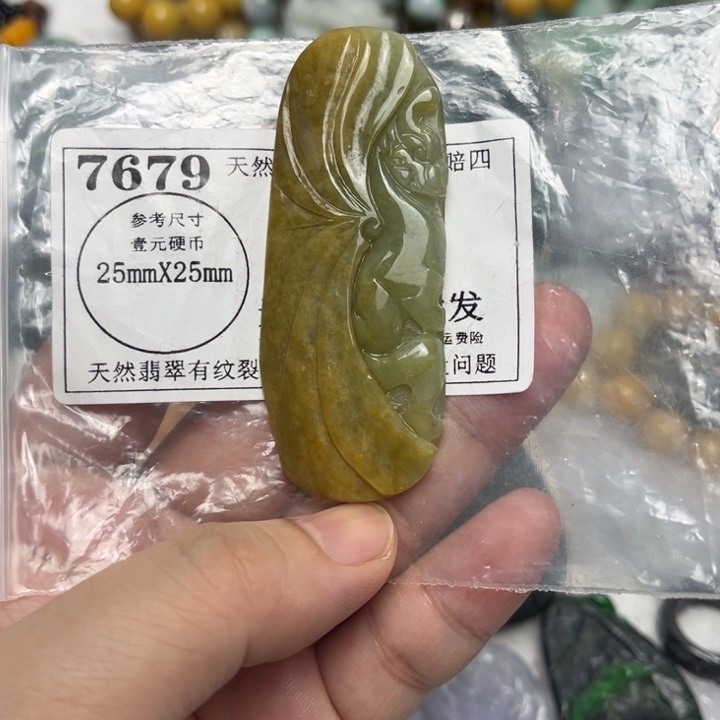 7679 天然
赔四
参考尺寸
壹元硬币
25mmX25mm
发
运费险
天然翡翠有纹裂
问题